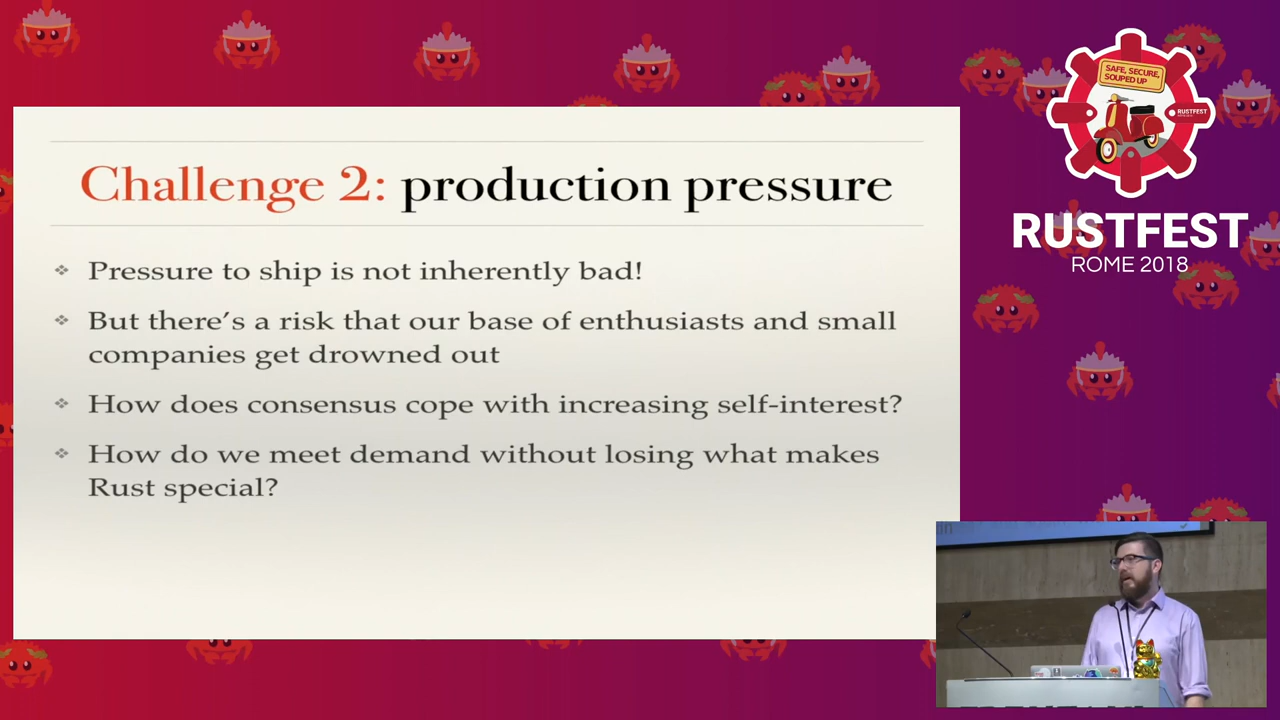 Challenge 2: production pressure
Pressure to ship is not inherently bad!
But there’s a risk that our base of enthusiasts and small
companies get drowned out
How does consensus cope with increasing self-interest?
How do we meet demand without losing what makes
Rust special?
SAFE, SECURE,
SOUPED UP
RUSTFEST
RUSTFEST
ROME 2018